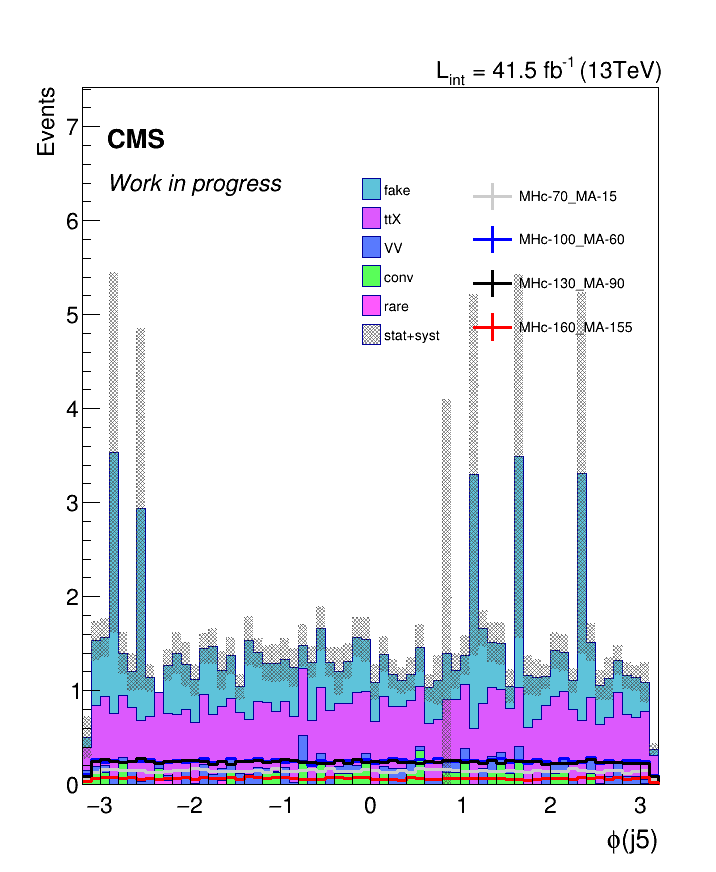 L_int = 41.5 fb^-1 (13TeV)
Events
CMS
Work in progress
fake
ttX
VV
conv
rare
stat+syst
MHc-70_MA-15
MHc-100_MA-60
MHc-130_MA-90
MHc-160_MA-155
7
6
5
4
3
2
1
0
−3 −2 −1 0 1 2 3
ϕ(j5)